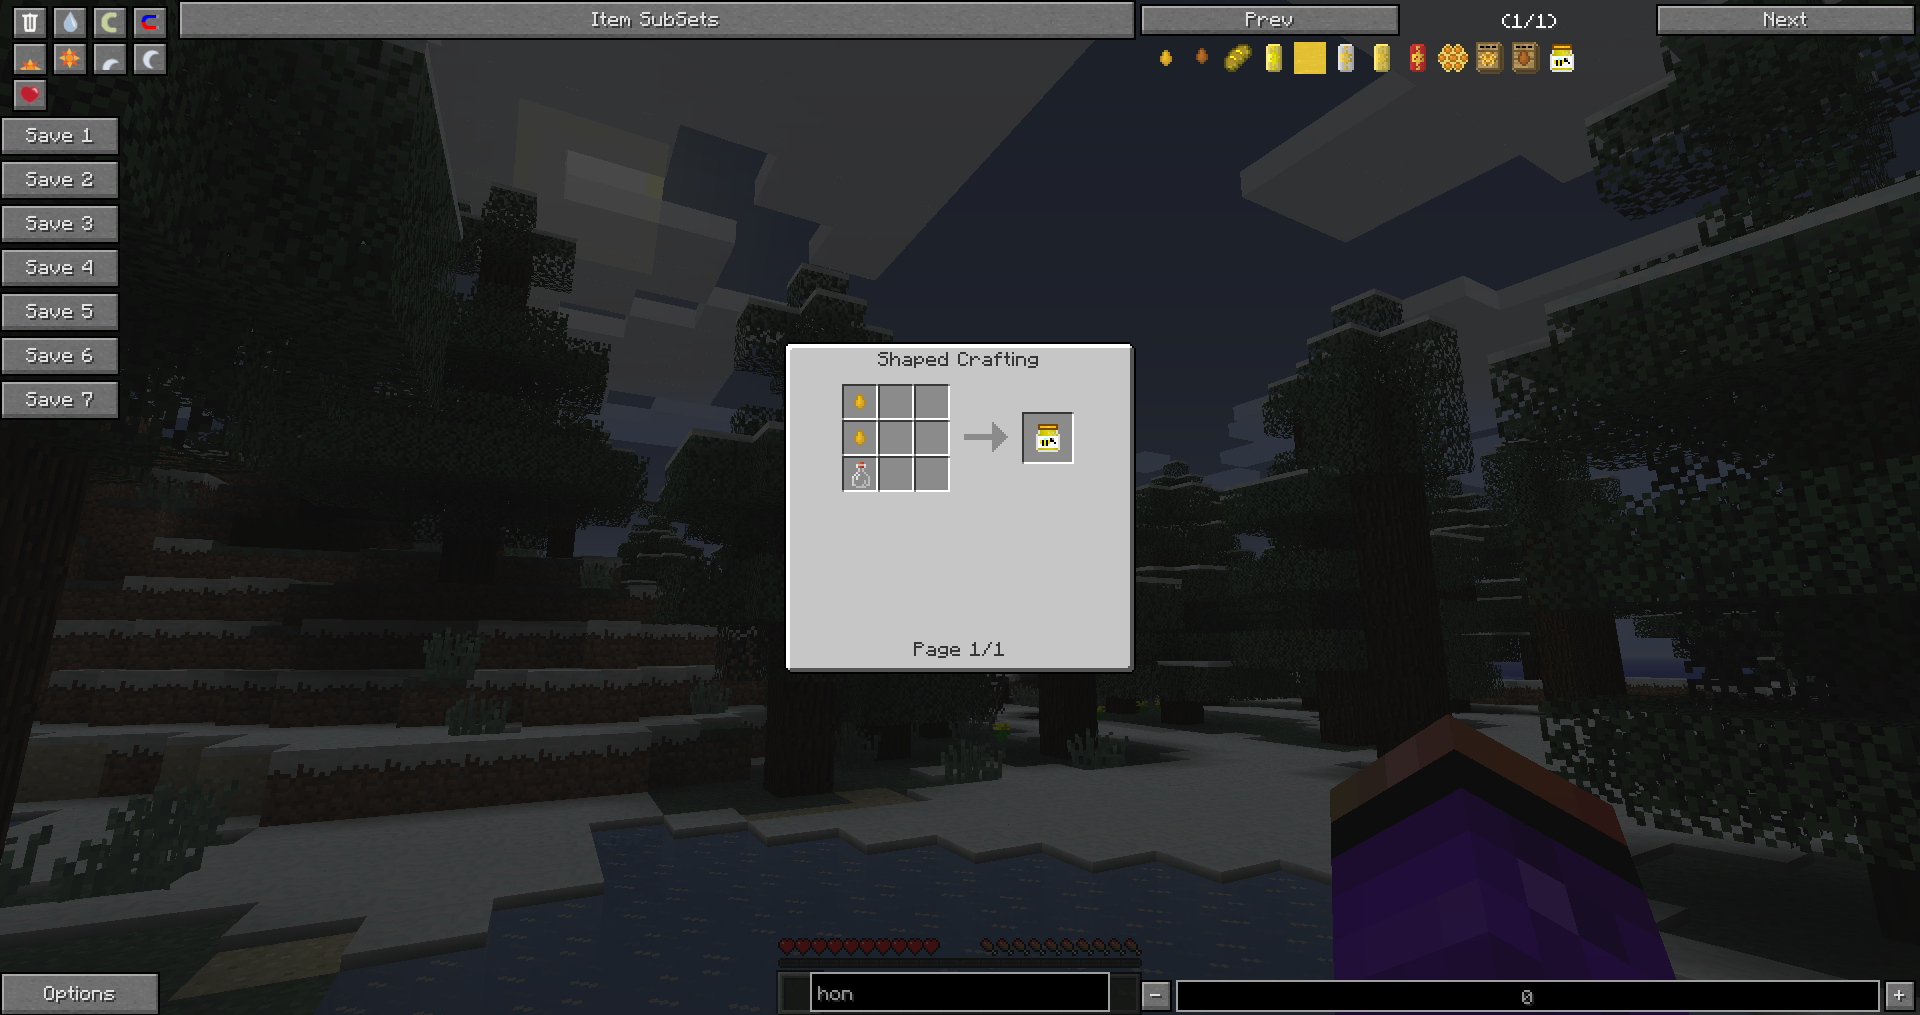 Item SubSets
Prev
(1/1)
Next
Save 1
Save 2
Save 3
Save 4
Save 5
Save 6
Save 7
Shaped Crafting
Page 1/1
Options
hon
-
0
+